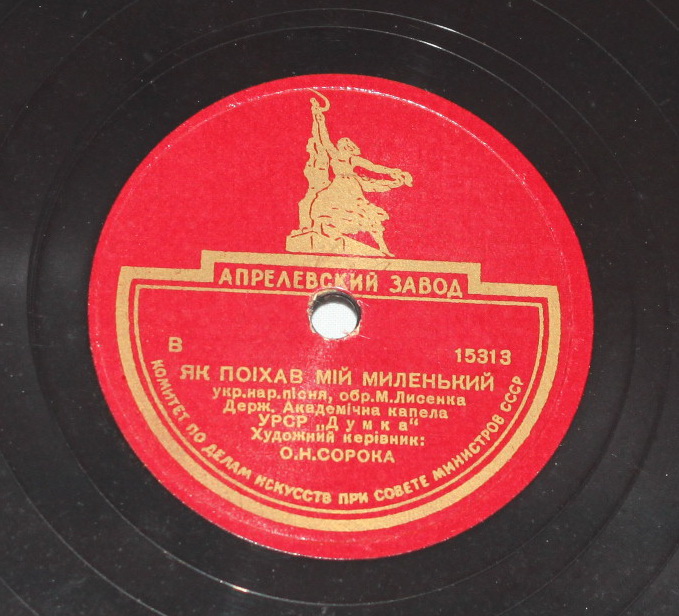 АПРЕЛЕВСКИЙ ЗАВОД
В 15313
ЯК ПОІХАВ МІЙ МИЛЕНЬКИЙ
укр.нар.пісня, обр.М.Лисенка
Держ. Академічна капела
УРСР „Думка“
Художний керівник:
О.Н.СОРОКА
КОМИТЕТ ПО ДЕЛАМ ИСКУССТВ ПРИ СОВЕТЕ МИНИСТРОВ СССР